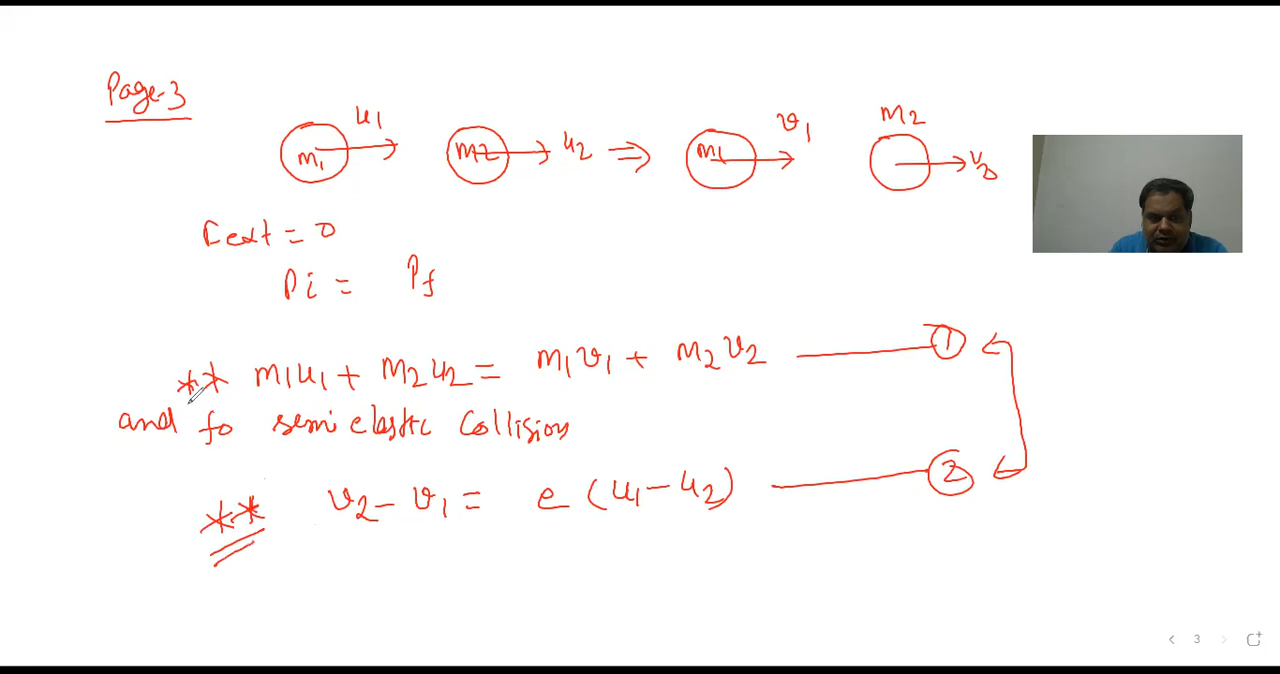 Page-3
u1 u2 ⇒ v1 m2
m1 m2 m1 v2
Fext = 0
Pi = Pf
** m1u1 + m2u2 = m1v1 + m2v2 ——— ①
and fo semi elastic Collision
** v2 - v1 = e (u1 - u2) ——— ②
3